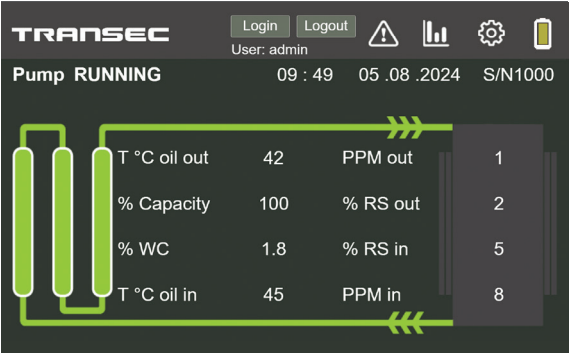 TRANSEC Login Logout
User: admin
Pump RUNNING 09 : 49 05 .08 .2024 S/N1000
T °C oil out 42 PPM out 1
% Capacity 100 % RS out 2
% WC 1.8 % RS in 5
T °C oil in 45 PPM in 8